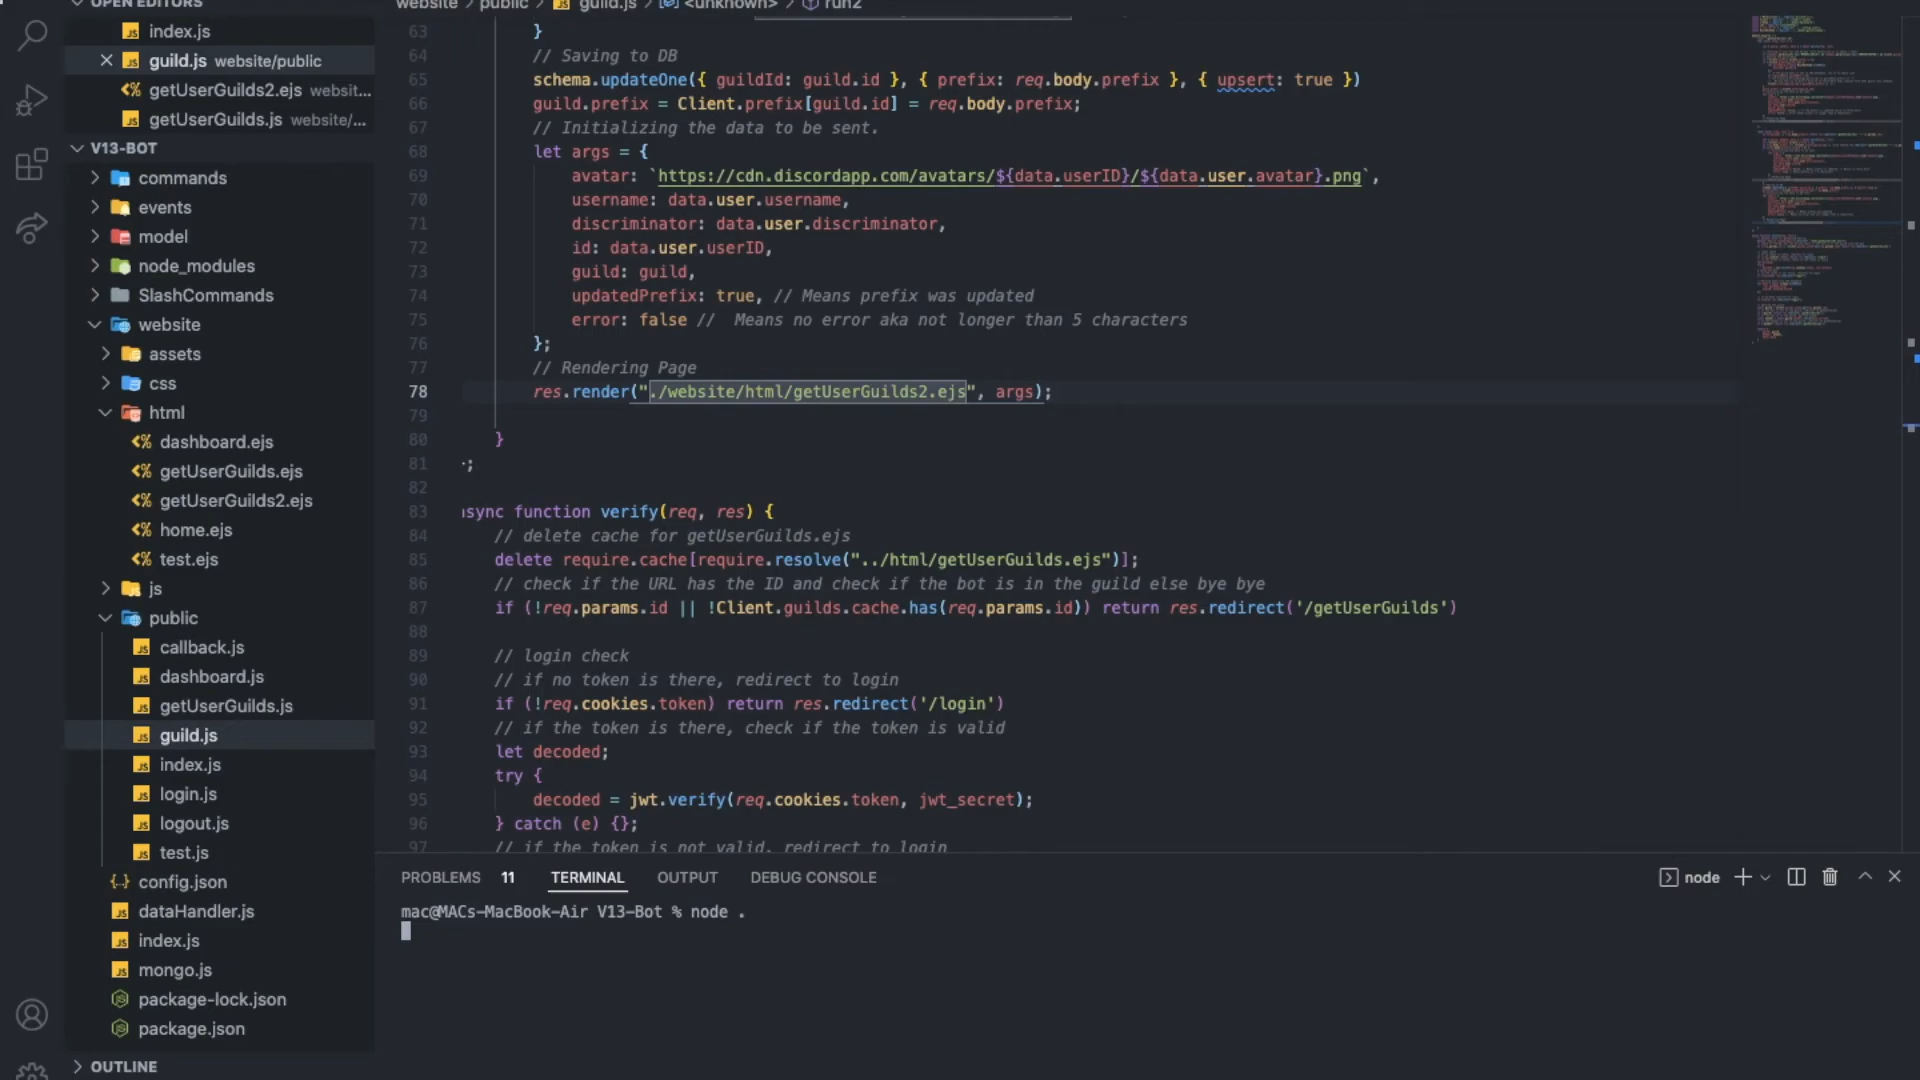 OPEN EDITORS
index.js
guild.js website/public
getUserGuilds2.ejs websit...
getUserGuilds.js website/...
V13-BOT
commands
events
model
node_modules
SlashCommands
website
assets
css
html
dashboard.ejs
getUserGuilds.ejs
getUserGuilds2.ejs
home.ejs
test.ejs
js
public
callback.js
dashboard.js
getUserGuilds.js
guild.js
index.js
login.js
logout.js
test.js
config.json
dataHandler.js
index.js
mongo.js
package-lock.json
package.json
OUTLINE
website > public > guild.js > <unknown> > run2
63 }
64 // Saving to DB
65 schema.updateOne({ guildId: guild.id }, { prefix: req.body.prefix }, { upsert: true })
66 guild.prefix = Client.prefix[guild.id] = req.body.prefix;
67 // Initializing the data to be sent.
68 let args = {
69 avatar: `https://cdn.discordapp.com/avatars/${data.userID}/${data.user.avatar}.png`,
70 username: data.user.username,
71 discriminator: data.user.discriminator,
72 id: data.user.userID,
73 guild: guild,
74 updatedPrefix: true, // Means prefix was updated
75 error: false // Means no error aka not longer than 5 characters
76 };
77 // Rendering Page
78 res.render("./website/html/getUserGuilds2.ejs", args);
79
80 }
81 ;
82
83 sync function verify(req, res) {
84 // delete cache for getUserGuilds.ejs
85 delete require.cache[require.resolve("../html/getUserGuilds.ejs")];
86 // check if the URL has the ID and check if the bot is in the guild else bye bye
87 if (!req.params.id || !Client.guilds.cache.has(req.params.id)) return res.redirect('/getUserGuilds')
88
89 // login check
90 // if no token is there, redirect to login
91 if (!req.cookies.token) return res.redirect('/login')
92 // if the token is there, check if the token is valid
93 let decoded;
94 try {
95 decoded = jwt.verify(req.cookies.token, jwt_secret);
96 } catch (e) {};
97 // if the token is not valid, redirect to login
PROBLEMS 11 TERMINAL OUTPUT DEBUG CONSOLE
node
mac@MACs-MacBook-Air V13-Bot % node .